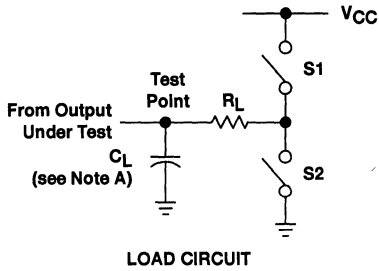 VCC
S1
Test
Point
RL
From Output
Under Test
CL
(see Note A)
S2
LOAD CIRCUIT